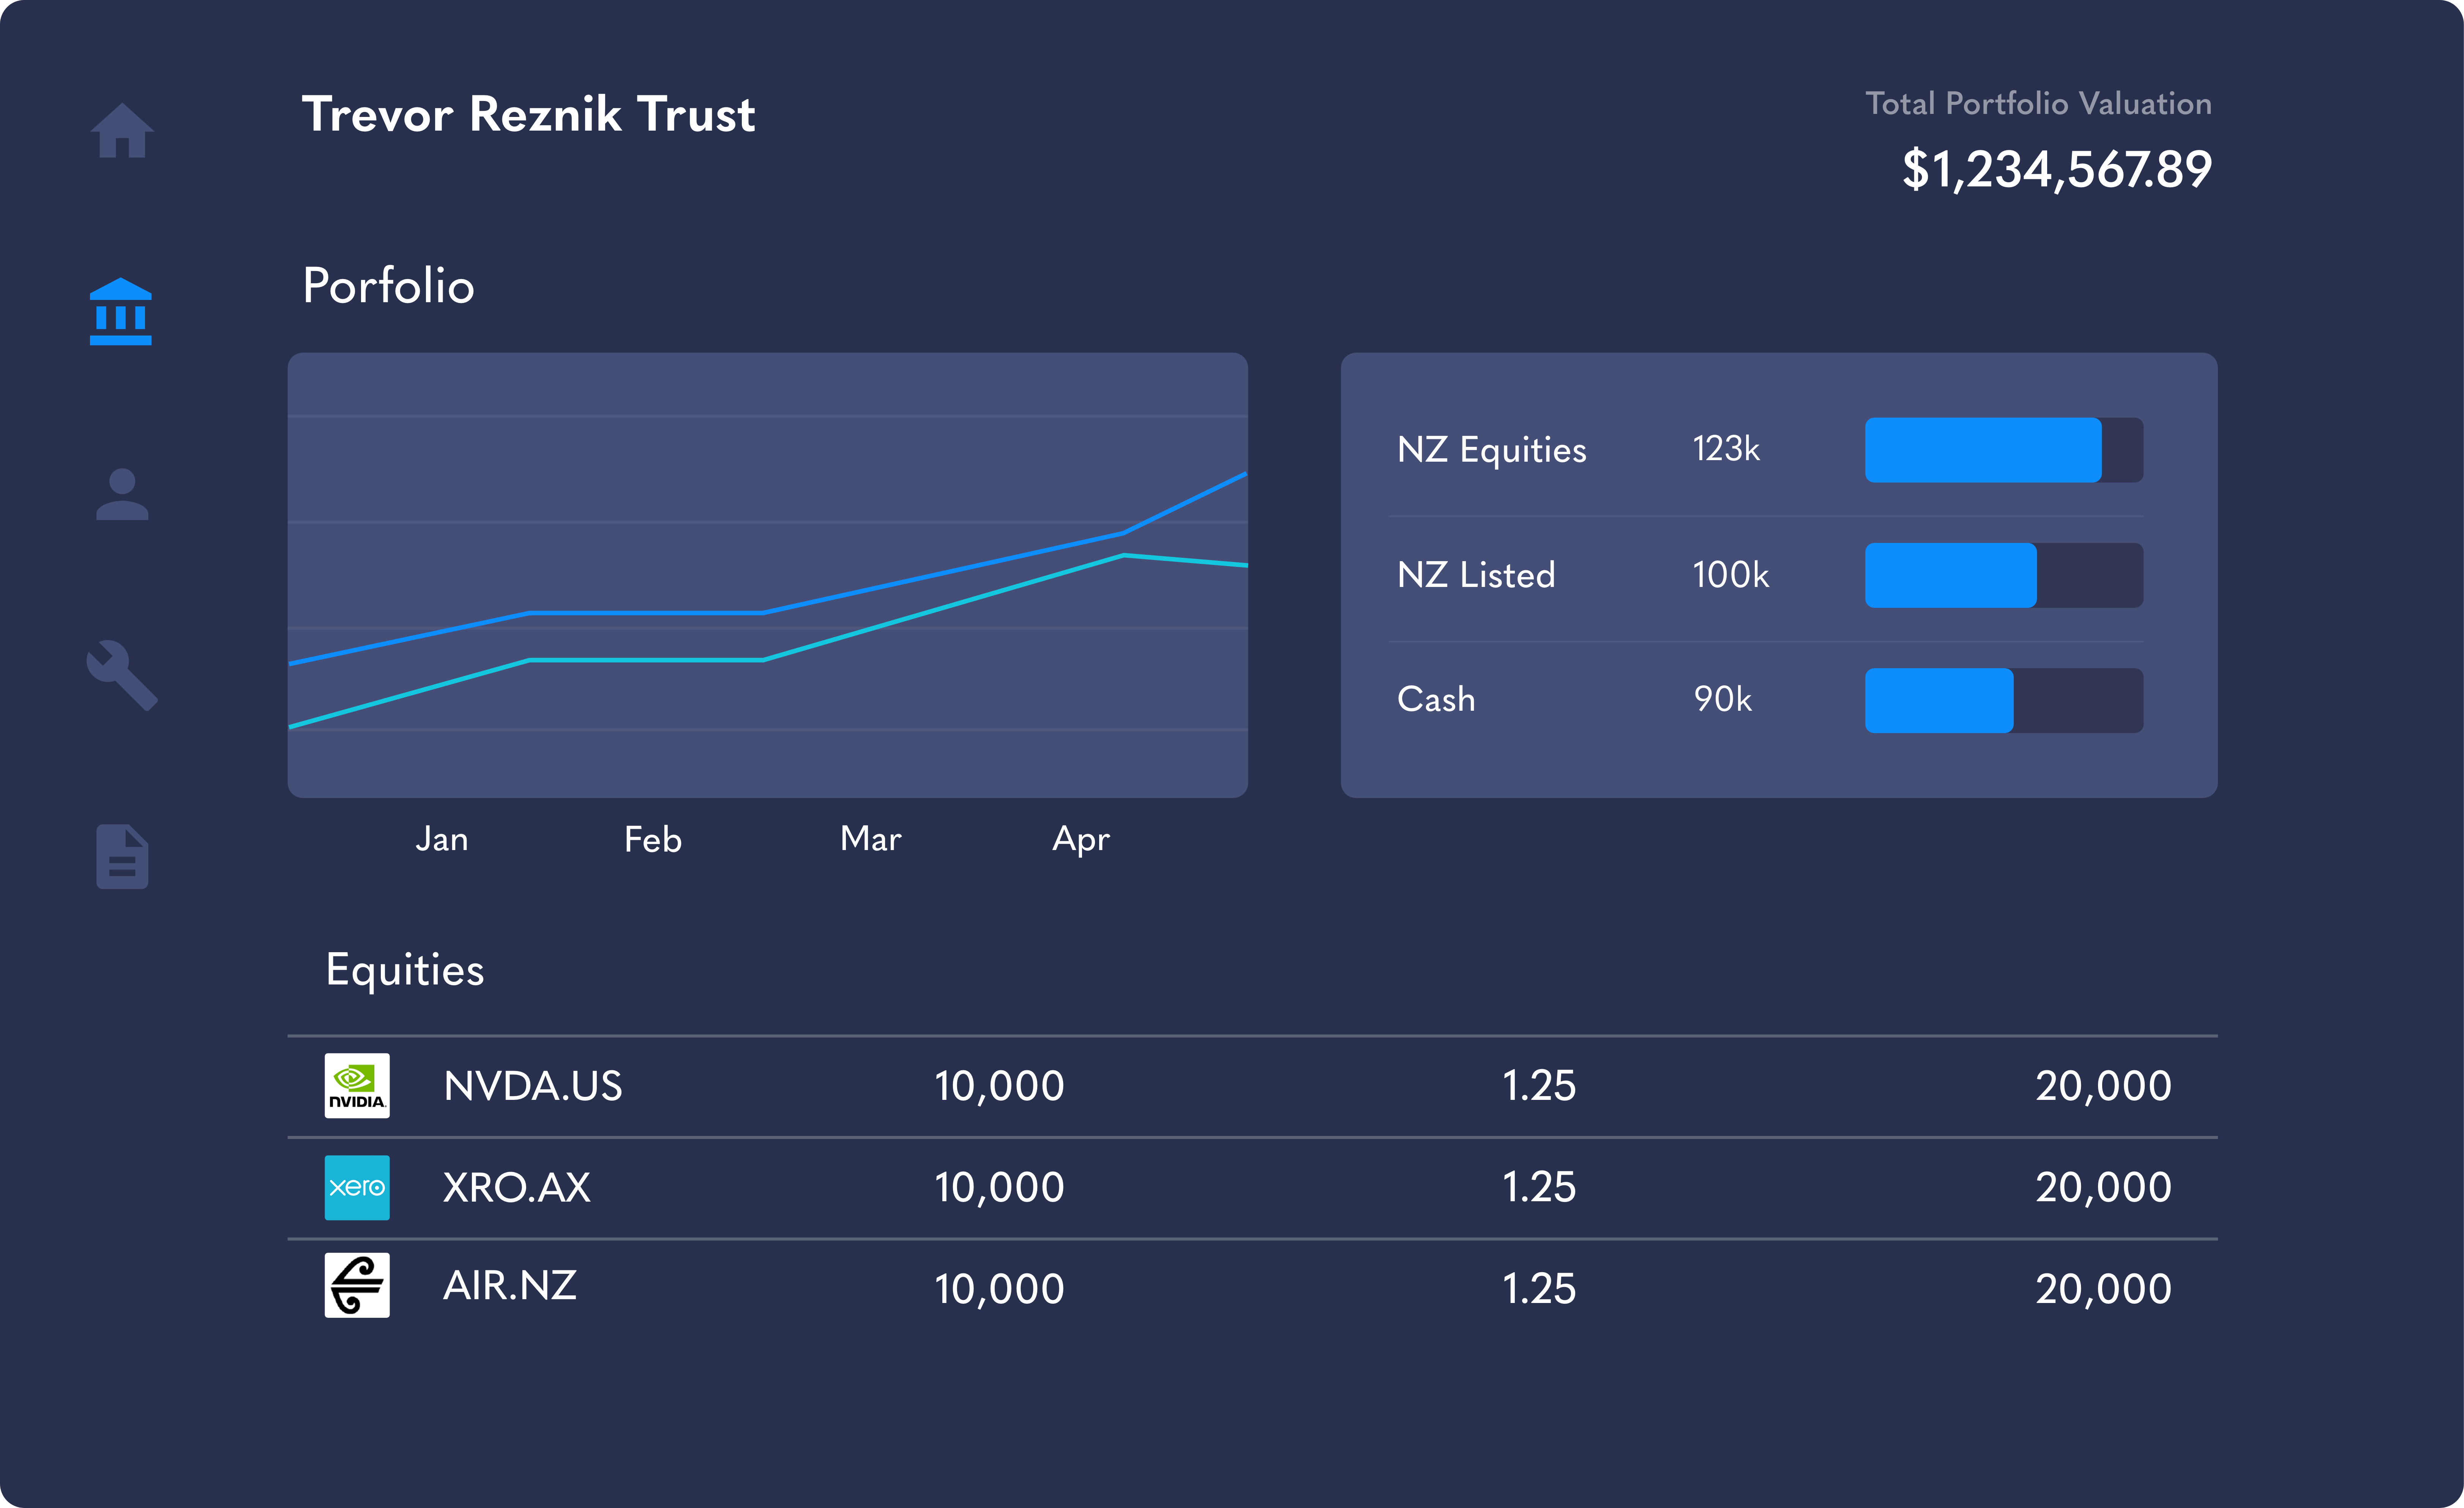 Trevor Reznik Trust
Total Portfolio Valuation
$1,234,567.89
Porfolio
NZ Equities 123k
NZ Listed 100k
Cash 90k
Jan Feb Mar Apr
Equities
NVIDIA. NVDA.US 10,000 1.25 20,000
xero XRO.AX 10,000 1.25 20,000
AIR.NZ 10,000 1.25 20,000